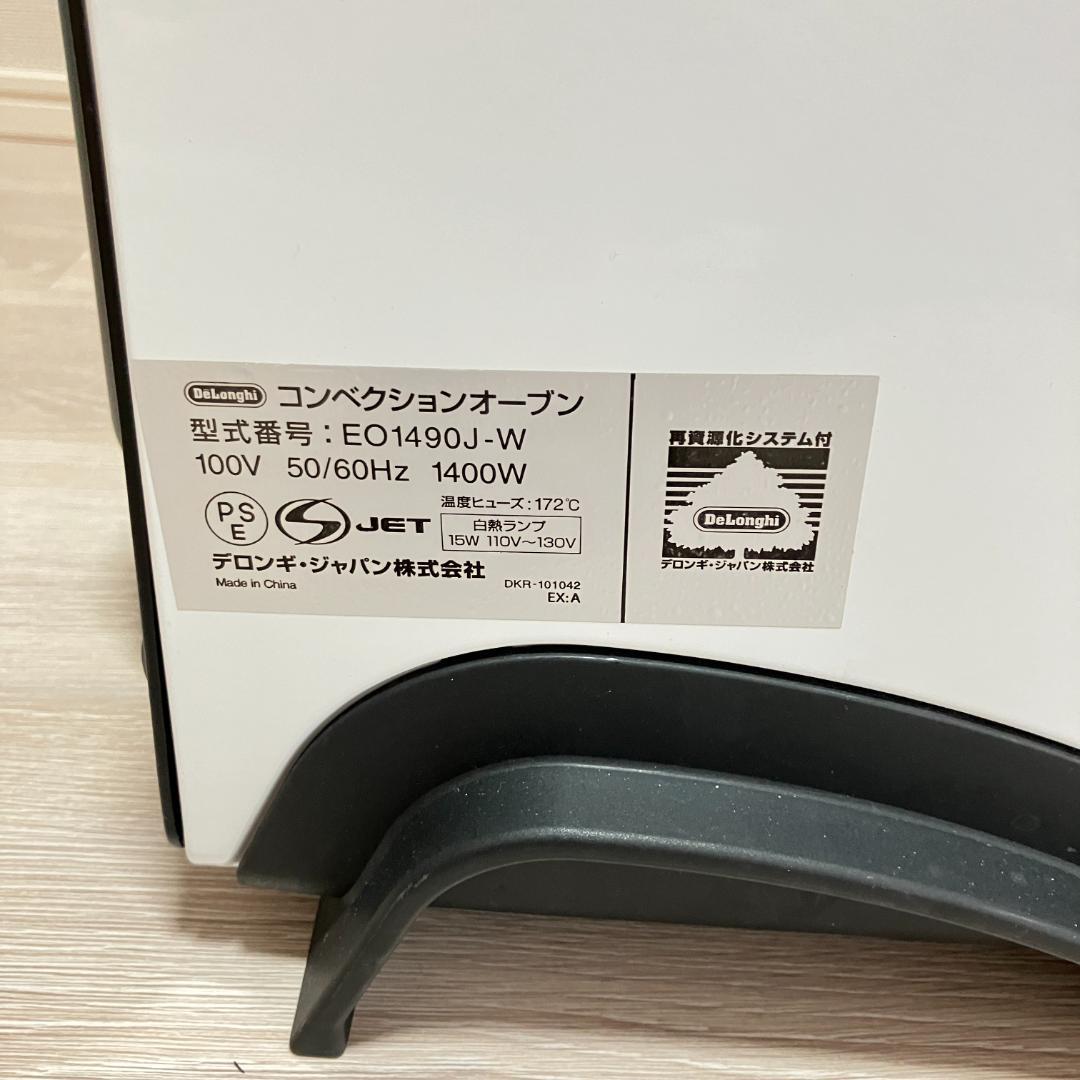 DeLonghi コンベクションオーブン
型式番号：EO1490J-W
100V 50/60Hz 1400W
PS
E
JET
温度ヒューズ：172℃
白熱ランプ
15W 110V～130V
デロンギ・ジャパン株式会社
Made in China
DKR-101042
EX:A
再資源化システム付
DeLonghi
デロンギ・ジャパン株式会社